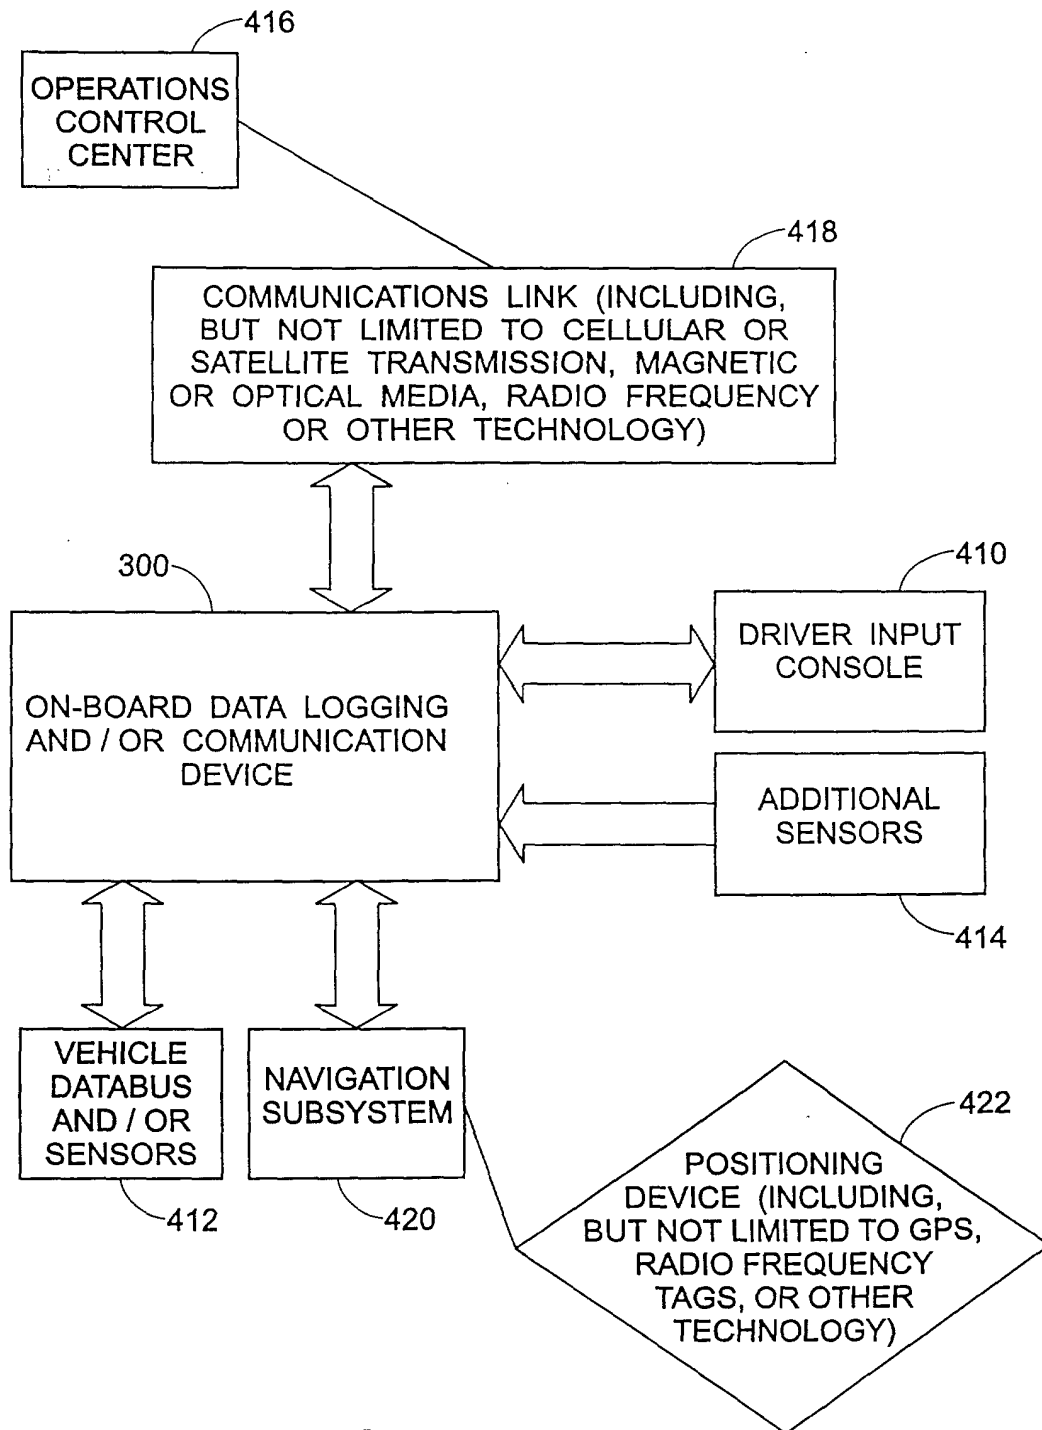 416
OPERATIONS
CONTROL
CENTER
418
COMMUNICATIONS LINK (INCLUDING,
BUT NOT LIMITED TO CELLULAR OR
SATELLITE TRANSMISSION, MAGNETIC
OR OPTICAL MEDIA, RADIO FREQUENCY
OR OTHER TECHNOLOGY)
300
410
DRIVER INPUT
CONSOLE
ON-BOARD DATA LOGGING
AND / OR COMMUNICATION
DEVICE
ADDITIONAL
SENSORS
414
VEHICLE
DATABUS
AND / OR
SENSORS
412
NAVIGATION
SUBSYSTEM
420
422
POSITIONING
DEVICE (INCLUDING,
BUT NOT LIMITED TO GPS,
RADIO FREQUENCY
TAGS, OR OTHER
TECHNOLOGY)